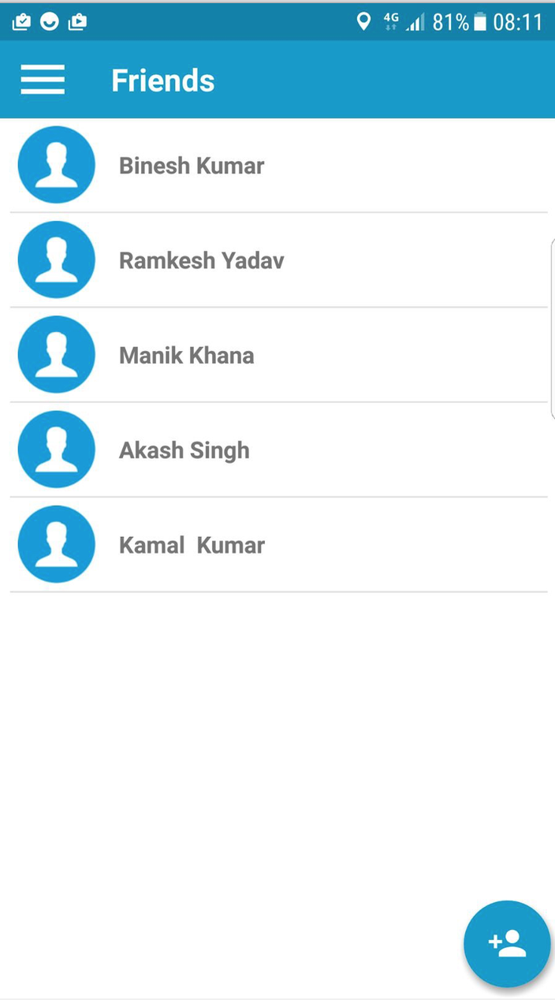 4G 81% 08:11
Friends
Binesh Kumar
Ramkesh Yadav
Manik Khana
Akash Singh
Kamal  Kumar